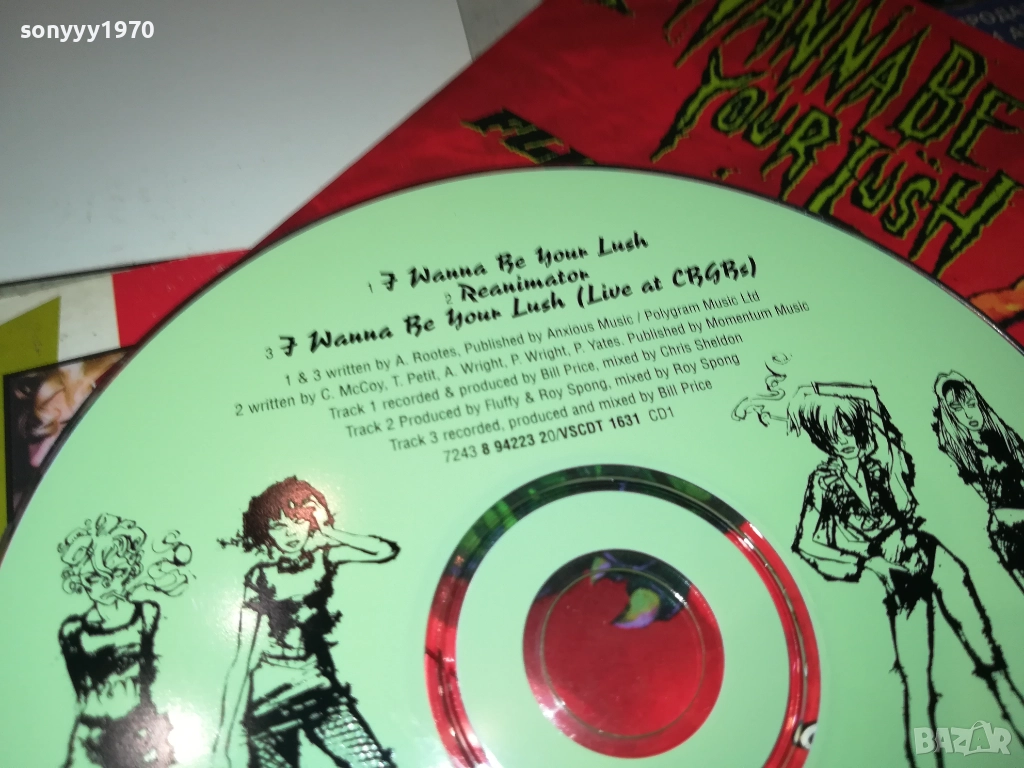 sonyyy1970
WANNA BE
YOUR LUSH
1 I Wanna Be Your Lush
2 Reanimator
3 I Wanna Be Your Lush (Live at CBGBs)
1 & 3 written by A. Rootes, Published by Anxious Music / Polygram Music Ltd
2 written by C. McCoy, T. Petit, A. Wright, P. Wright, P. Yates. Published by Momentum Music
Track 1 recorded & produced by Bill Price, mixed by Chris Sheldon
Track 2 Produced by Fluffy & Roy Spong, mixed by Roy Spong
Track 3 recorded, produced and mixed by Bill Price
7243 8 94223 20/VSCDT 1631 CD1
BAZAR